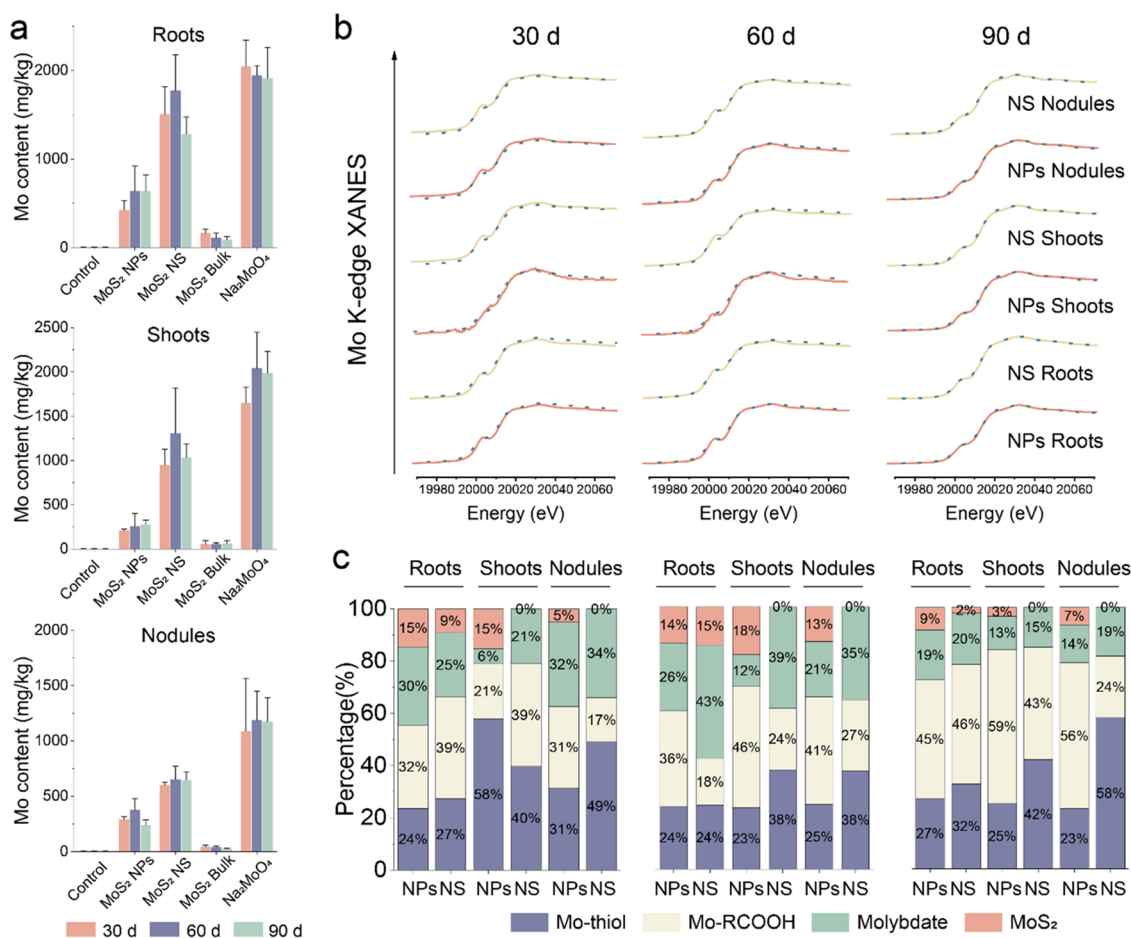 a
Roots
Mo content (mg/kg)
2000
1000
0
Control
MoS₂ NPs
MoS₂ NS
MoS₂ Bulk
Na₂MoO₄
Shoots
Mo content (mg/kg)
2500
2000
1500
1000
500
0
Control
MoS₂ NPs
MoS₂ NS
MoS₂ Bulk
Na₂MoO₄
Nodules
Mo content (mg/kg)
2000
1500
1000
500
0
Control
MoS₂ NPs
MoS₂ NS
MoS₂ Bulk
Na₂MoO₄
30 d 60 d 90 d
b
30 d 60 d 90 d
Mo K-edge XANES
NS Nodules
NPs Nodules
NS Shoots
NPs Shoots
NS Roots
NPs Roots
19980 20000 20020 20040 20060
19980 20000 20020 20040 20060
19980 20000 20020 20040 20060
Energy (eV) Energy (eV) Energy (eV)
c
Percentage(%)
100
80
60
40
20
0
Roots Shoots Nodules
15% 9% 15% 0% 5% 0%
30% 25% 6% 21% 32% 34%
32% 39% 21% 39% 31% 17%
24% 27% 58% 40% 31% 49%
NPs NS NPs NS NPs NS
Roots Shoots Nodules
14% 15% 18% 0% 13% 0%
26% 43% 12% 39% 21% 35%
36% 18% 46% 24% 41% 27%
24% 24% 23% 38% 25% 38%
NPs NS NPs NS NPs NS
Roots Shoots Nodules
9% 2% 3% 0% 7% 0%
19% 20% 13% 15% 14% 19%
45% 46% 59% 43% 56% 24%
27% 32% 25% 42% 23% 58%
NPs NS NPs NS NPs NS
Mo-thiol Mo-RCOOH Molybdate MoS₂